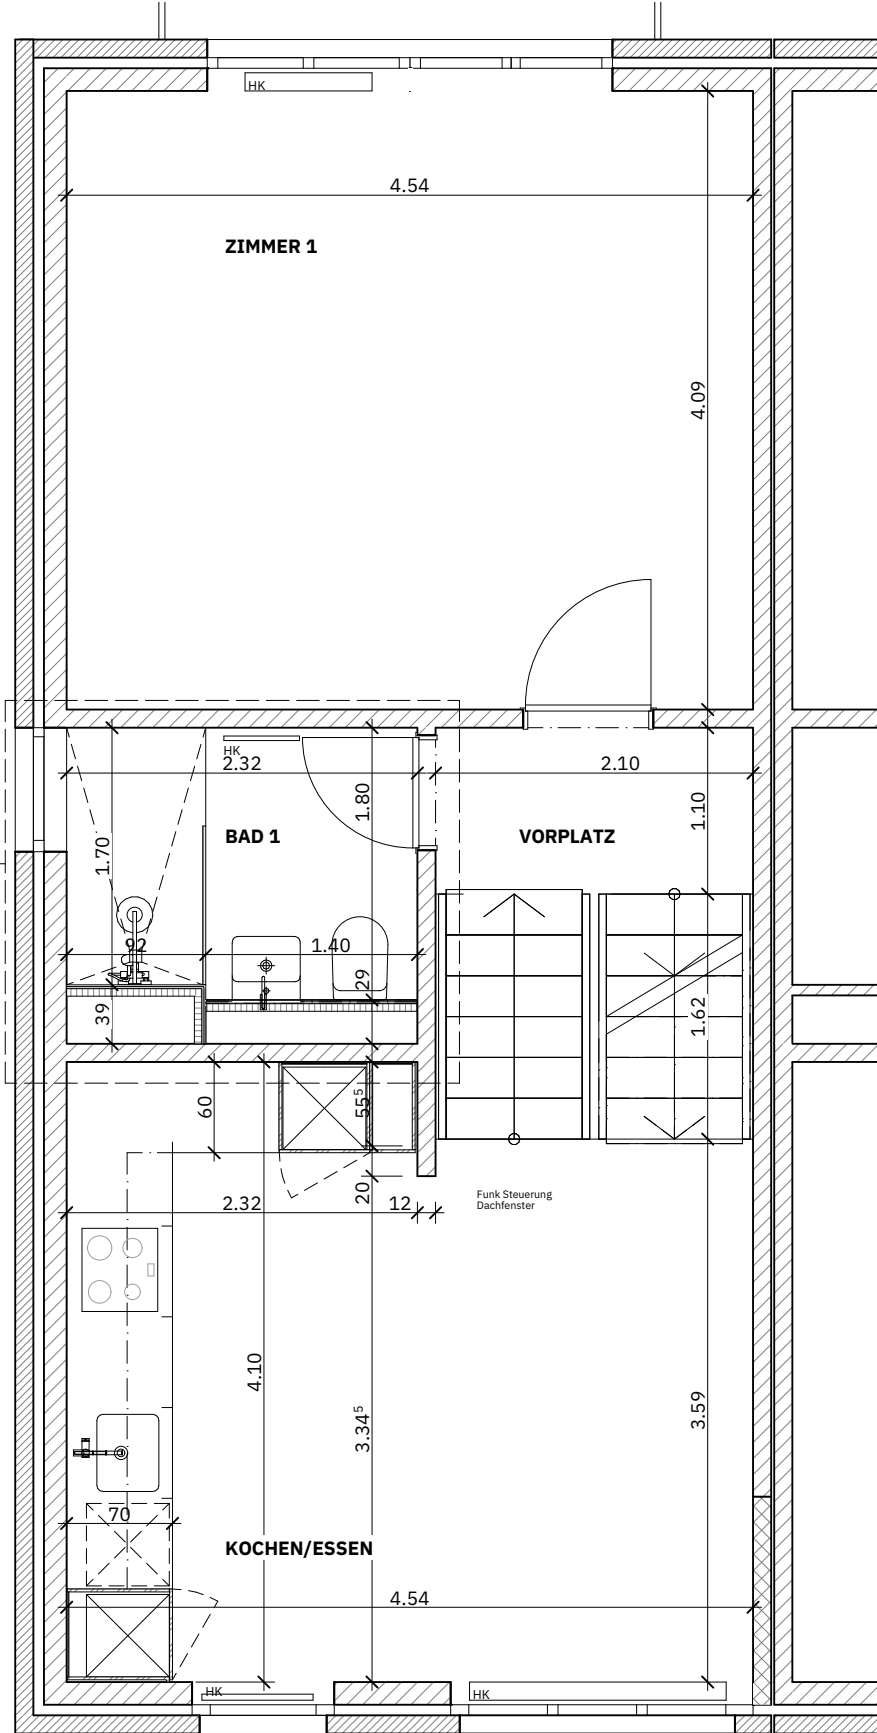 HK
4.54
ZIMMER 1
4.09
HK
2.32
2.10
1.80
1.10
1.70
BAD 1
VORPLATZ
92
1.40
29
39
1.62
60
55⁵
20
Funk Steuerung
Dachfenster
2.32
12
4.10
3.34⁵
3.59
70
KOCHEN/ESSEN
4.54
HK
HK